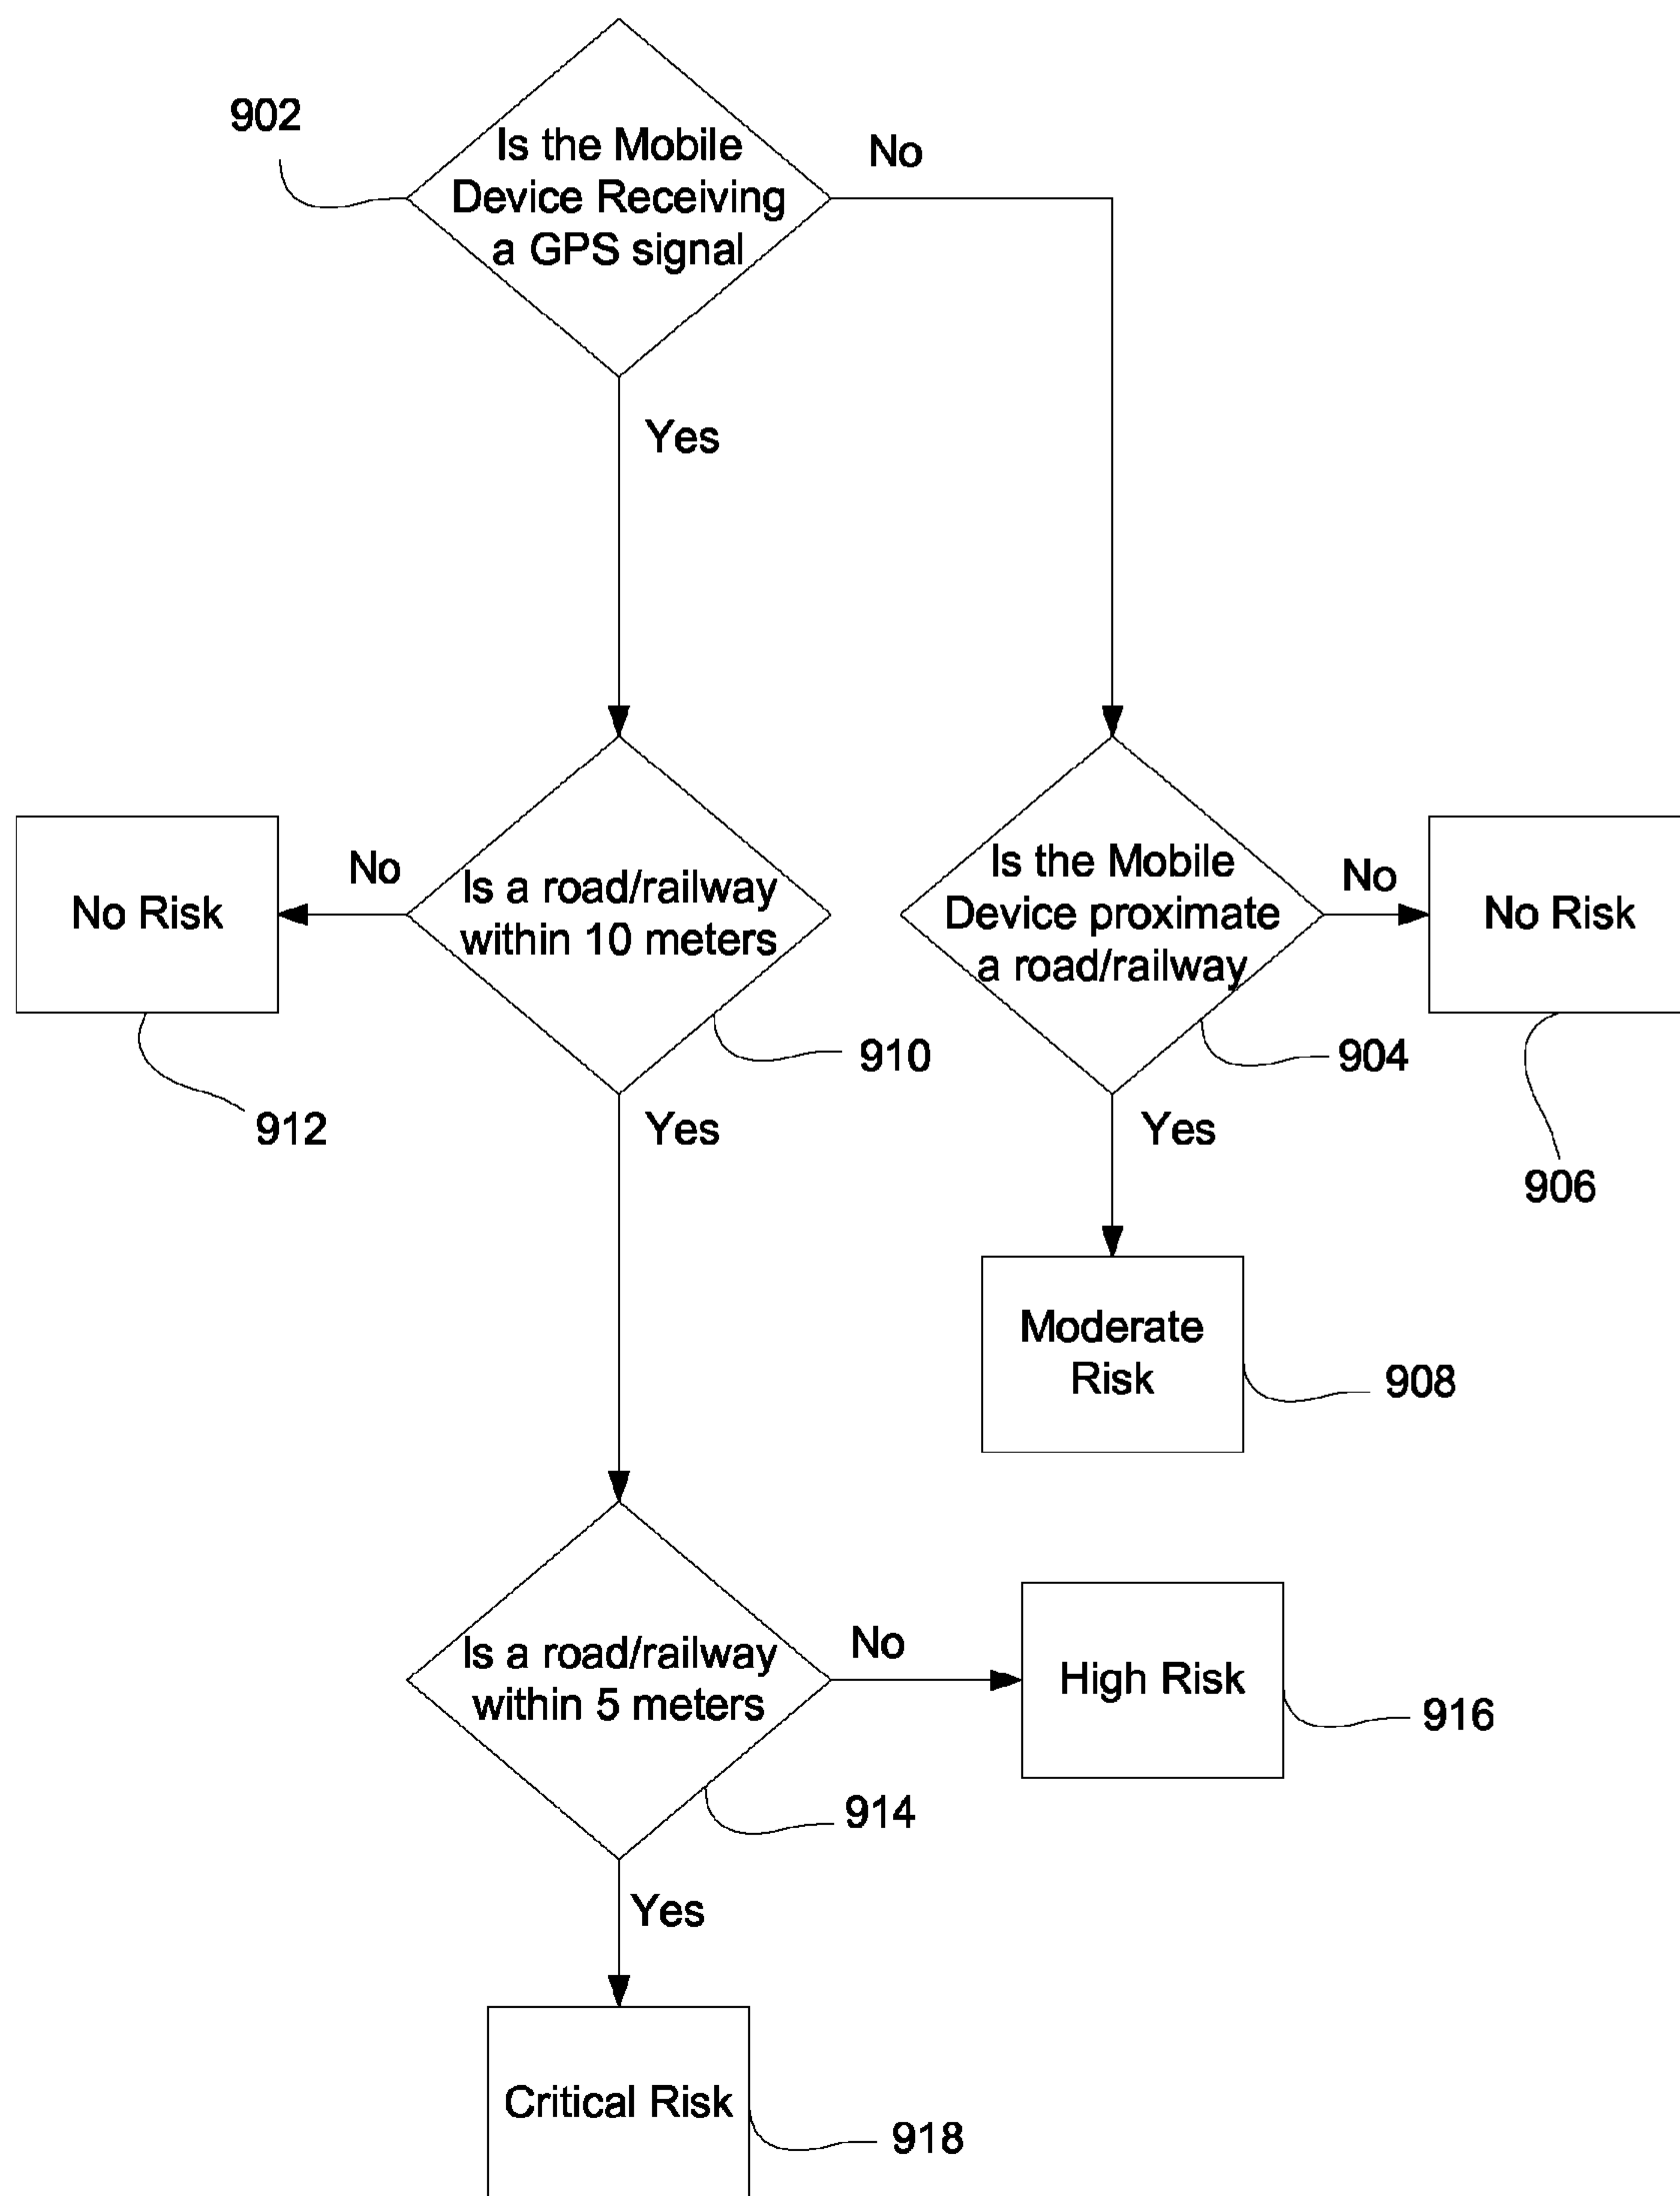 902
Is the Mobile
Device Receiving
a GPS signal
No
Yes
No Risk
No
Is a road/railway
within 10 meters
Is the Mobile
Device proximate
a road/railway
No
No Risk
910
904
912
Yes
Yes
906
Moderate
Risk
908
Is a road/railway
within 5 meters
No
High Risk
916
914
Yes
Critical Risk
918